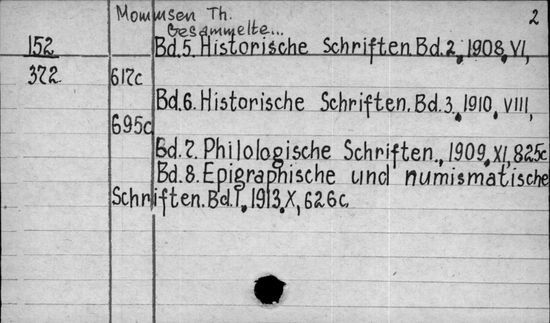 Mommsen Th. 2
Gesammelte...
152 Bd.5. Historische Schriften. Bd.2, 1908, VI,
372 617c
Bd.6. Historische Schriften. Bd.3, 1910, VIII,
695c
Bd.7. Philologische Schriften., 1909, XI, 825c
Bd.8. Epigraphische und numismatische
Schriften. Bd.I, 1913, X, 626c.